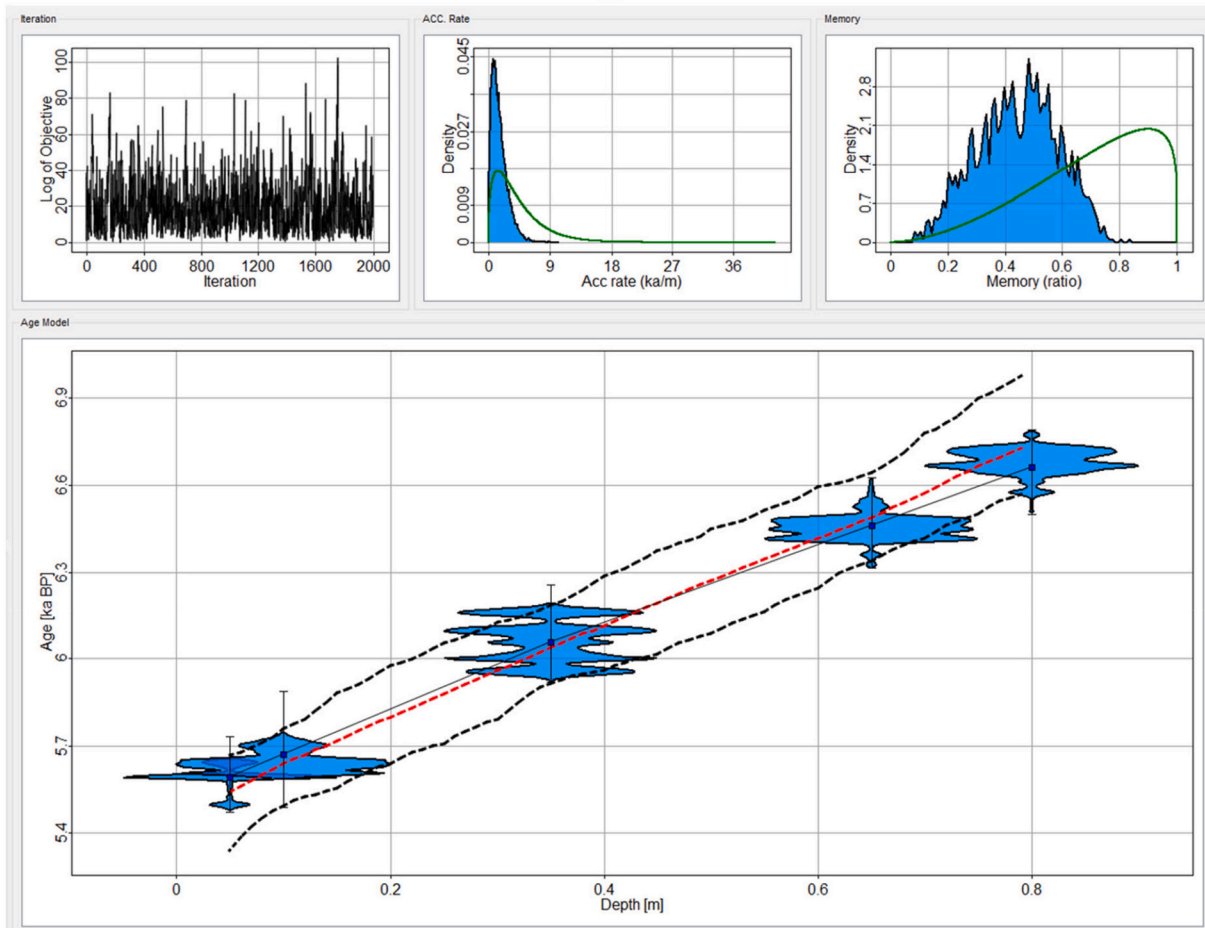 Iteration
ACC. Rate
Memory
Log of Objective
0 20 40 60 80 100
0 400 800 1200 1600 2000
Iteration
Density
0 0.009 0.027 0.045
0 9 18 27 36
Acc rate (ka/m)
Density
0 0.7 1.4 2.1 2.8
0 0.2 0.4 0.6 0.8 1
Memory (ratio)
Age Model
Age [ka BP]
5.4 5.7 6 6.3 6.6 6.9
0 0.2 0.4 0.6 0.8
Depth [m]